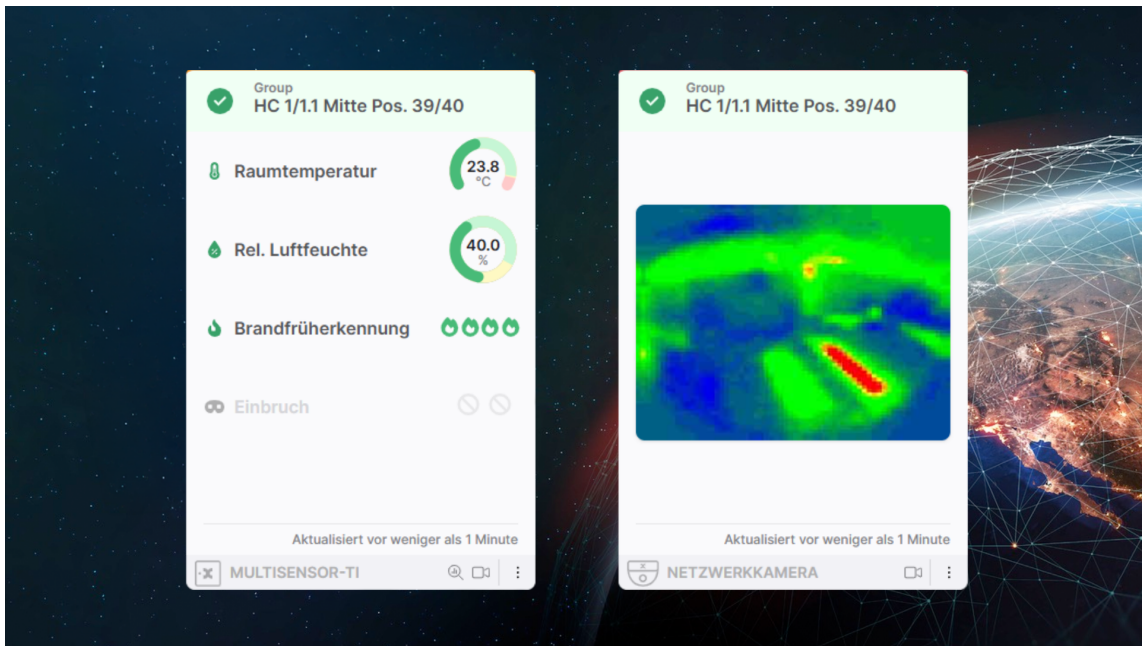 Group
HC 1/1.1 Mitte Pos. 39/40
Raumtemperatur
23.8
°C
Rel. Luftfeuchte
40.0
%
Brandfrüherkennung
Einbruch
Aktualisiert vor weniger als 1 Minute
MULTISENSOR-TI
Group
HC 1/1.1 Mitte Pos. 39/40
Aktualisiert vor weniger als 1 Minute
NETZWERKKAMERA